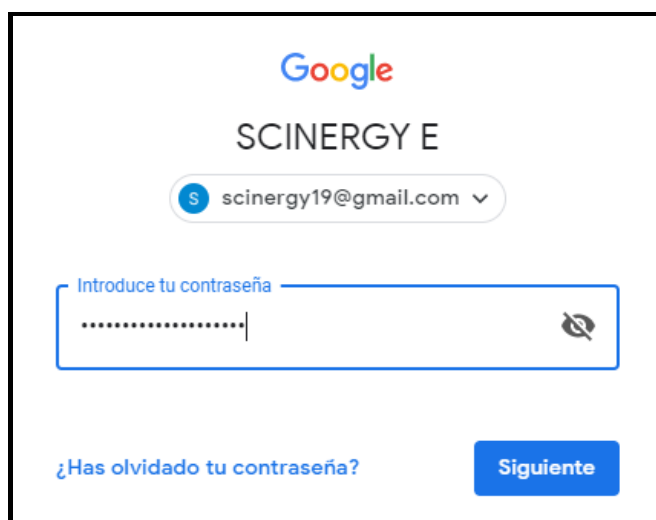 Google
SCINERGY E
S scinergy19@gmail.com
Introduce tu contraseña
••••••••••••••••••••
¿Has olvidado tu contraseña? Siguiente